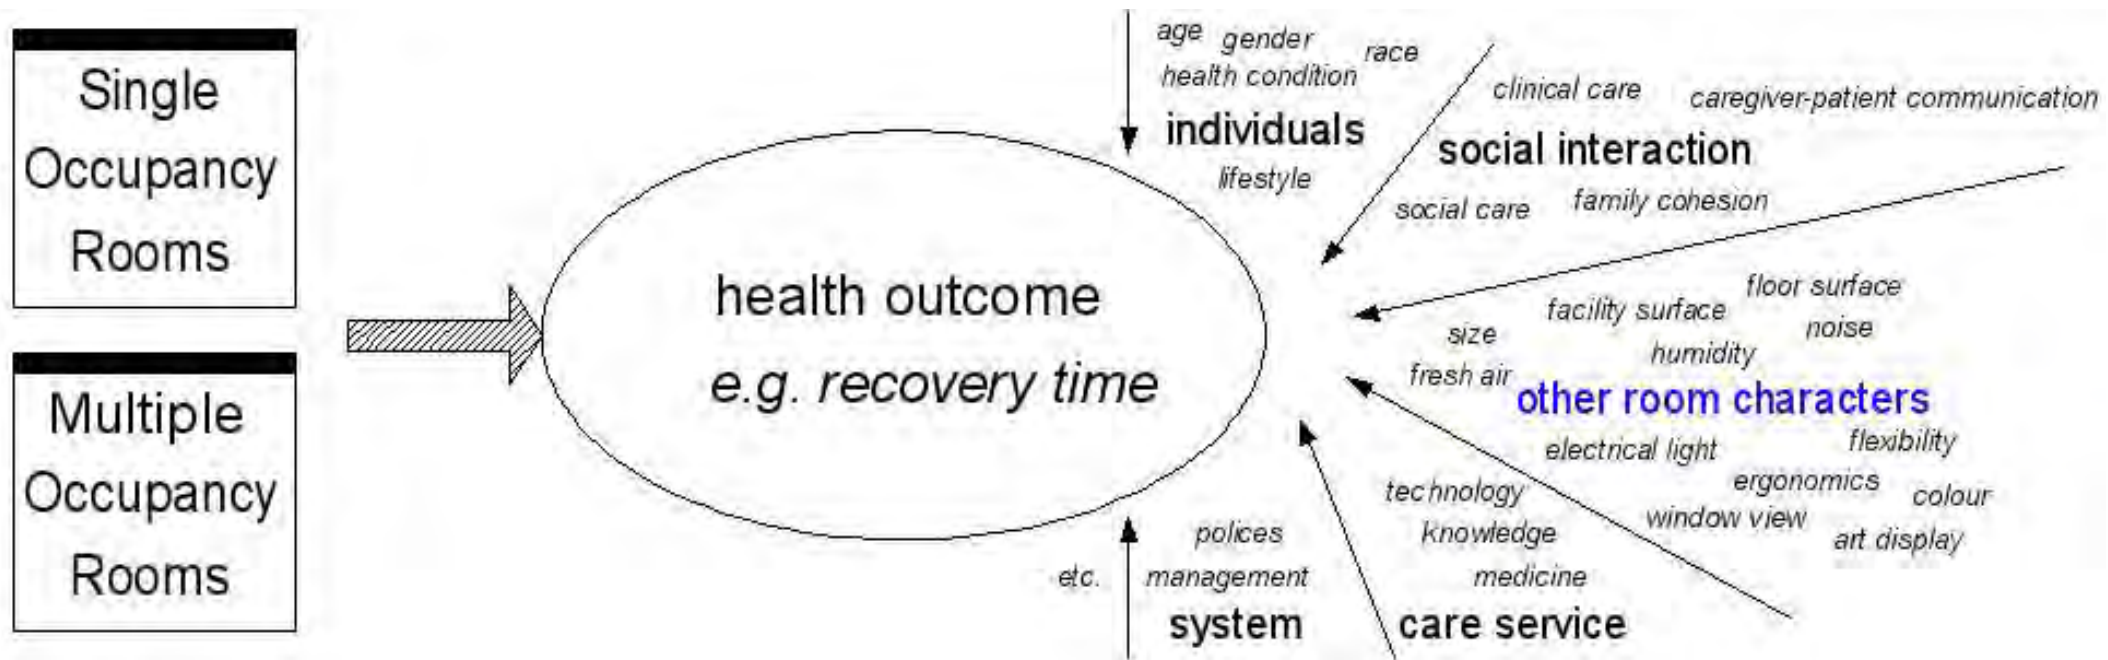 Single
Occupancy
Rooms
Multiple
Occupancy
Rooms
health outcome
e.g. recovery time
age gender race
health condition
individuals
lifestyle
clinical care caregiver-patient communication
social interaction
social care family cohesion
floor surface
facility surface
size noise
humidity
fresh air
other room characters
electrical light flexibility
ergonomics colour
window view art display
technology
knowledge
medicine
care service
polices
etc. management
system